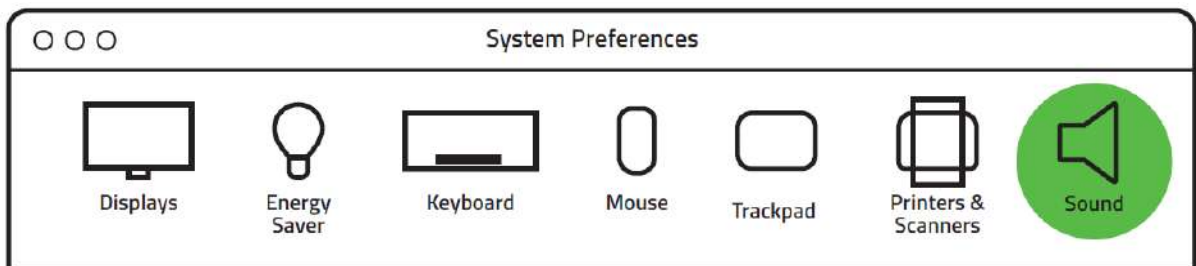 System Preferences
Displays
Energy
Saver
Keyboard
Mouse
Trackpad
Printers &
Scanners
Sound